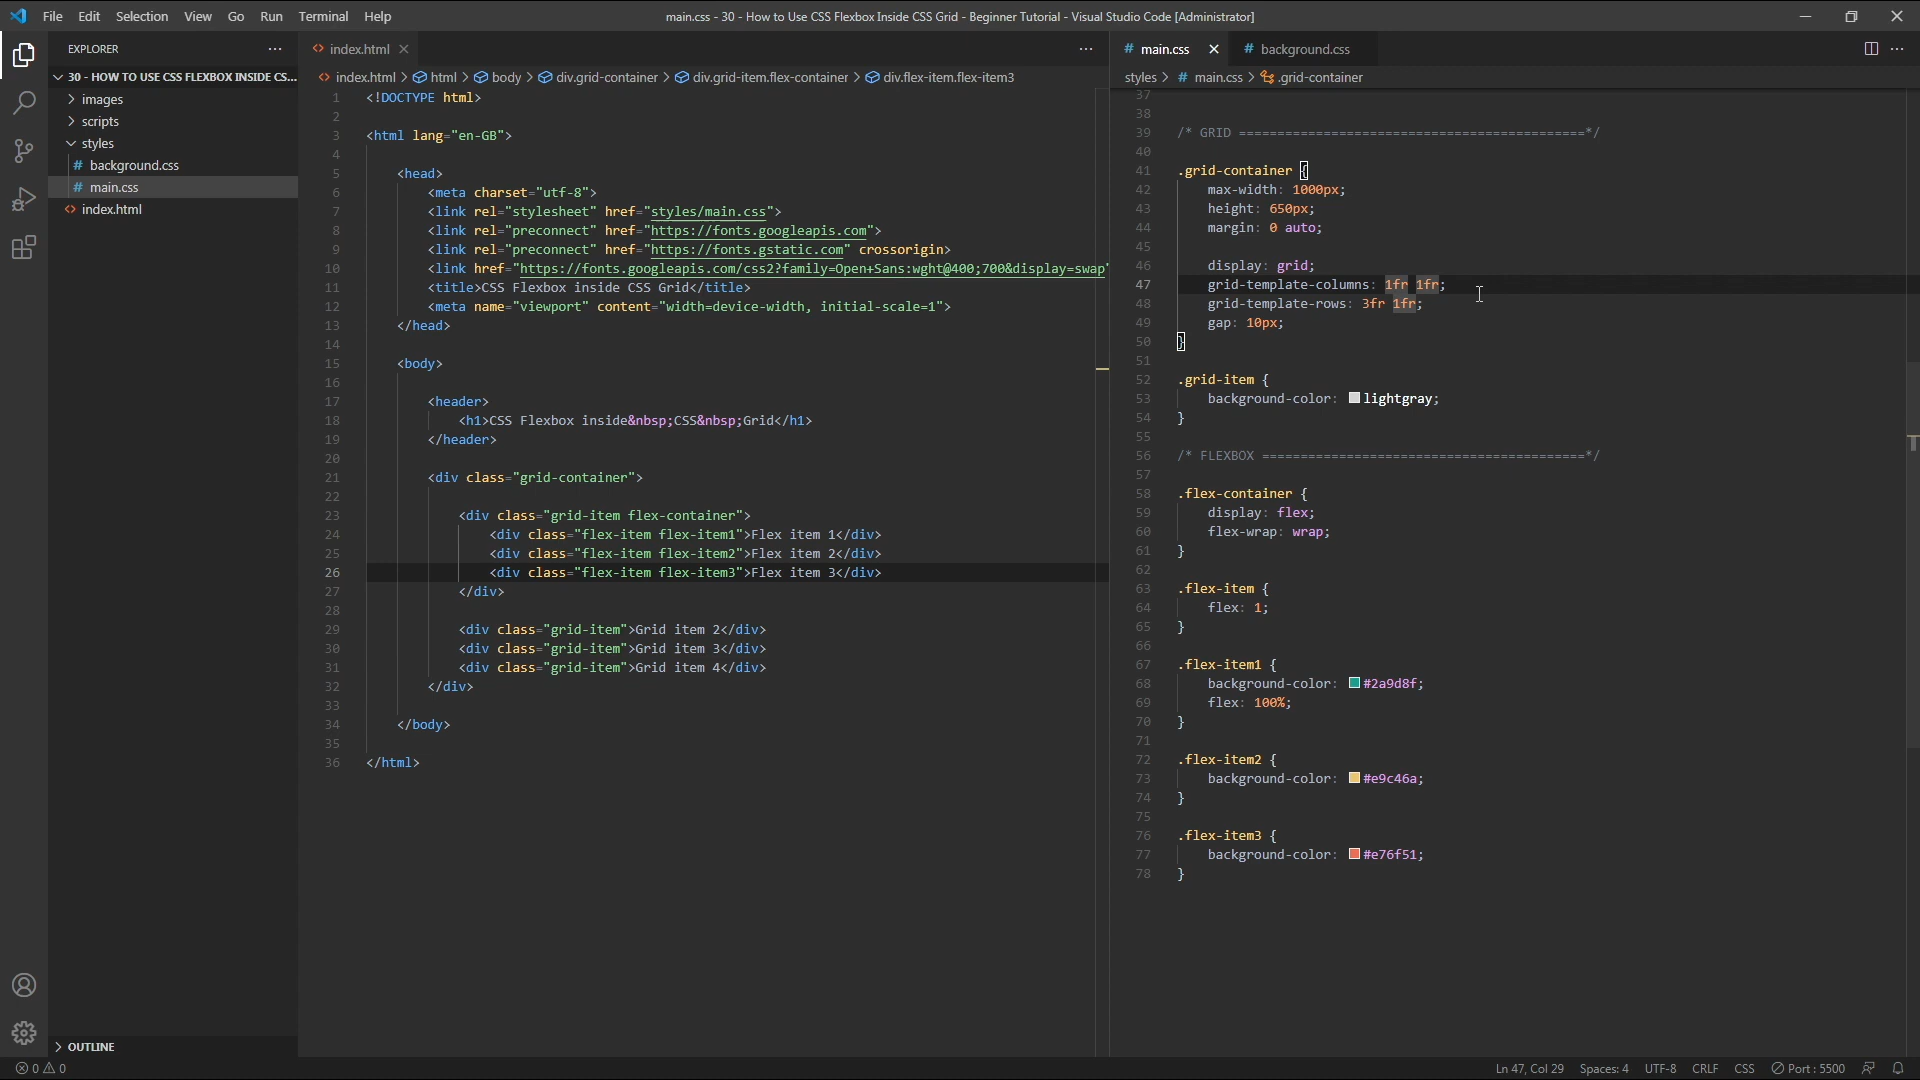 File Edit Selection View Go Run Terminal Help
main.css - 30 - How to Use CSS Flexbox Inside CSS Grid - Beginner Tutorial - Visual Studio Code [Administrator]
EXPLORER
30 - HOW TO USE CSS FLEXBOX INSIDE CS...
images
scripts
styles
# background.css
# main.css
<> index.html
OUTLINE
<> index.html
index.html > html > body > div.grid-container > div.grid-item.flex-container > div.flex-item.flex-item3
1 <!DOCTYPE html>
2
3 <html lang="en-GB">
4
5 <head>
6 <meta charset="utf-8">
7 <link rel="stylesheet" href="styles/main.css">
8 <link rel="preconnect" href="https://fonts.googleapis.com">
9 <link rel="preconnect" href="https://fonts.gstatic.com" crossorigin>
10 <link href="https://fonts.googleapis.com/css2?family=Open+Sans:wght@400;700&display=swap"
11 <title>CSS Flexbox inside CSS Grid</title>
12 <meta name="viewport" content="width=device-width, initial-scale=1">
13 </head>
14
15 <body>
16
17 <header>
18 <h1>CSS Flexbox inside&nbsp;CSS&nbsp;Grid</h1>
19 </header>
20
21 <div class="grid-container">
22
23 <div class="grid-item flex-container">
24 <div class="flex-item flex-item1">Flex item 1</div>
25 <div class="flex-item flex-item2">Flex item 2</div>
26 <div class="flex-item flex-item3">Flex item 3</div>
27 </div>
28
29 <div class="grid-item">Grid item 2</div>
30 <div class="grid-item">Grid item 3</div>
31 <div class="grid-item">Grid item 4</div>
32 </div>
33
34 </body>
35
36 </html>
# main.css # background.css
styles > # main.css > .grid-container
37
38
39 /* GRID =============================================*/
40
41 .grid-container {
42 max-width: 1000px;
43 height: 650px;
44 margin: 0 auto;
45
46 display: grid;
47 grid-template-columns: 1fr 1fr;
48 grid-template-rows: 3fr 1fr;
49 gap: 10px;
50 }
51
52 .grid-item {
53 background-color: lightgray;
54 }
55
56 /* FLEXBOX ==========================================*/
57
58 .flex-container {
59 display: flex;
60 flex-wrap: wrap;
61 }
62
63 .flex-item {
64 flex: 1;
65 }
66
67 .flex-item1 {
68 background-color: #2a9d8f;
69 flex: 100%;
70 }
71
72 .flex-item2 {
73 background-color: #e9c46a;
74 }
75
76 .flex-item3 {
77 background-color: #e76f51;
78 }
0 0 Ln 47, Col 29 Spaces: 4 UTF-8 CRLF CSS Port : 5500